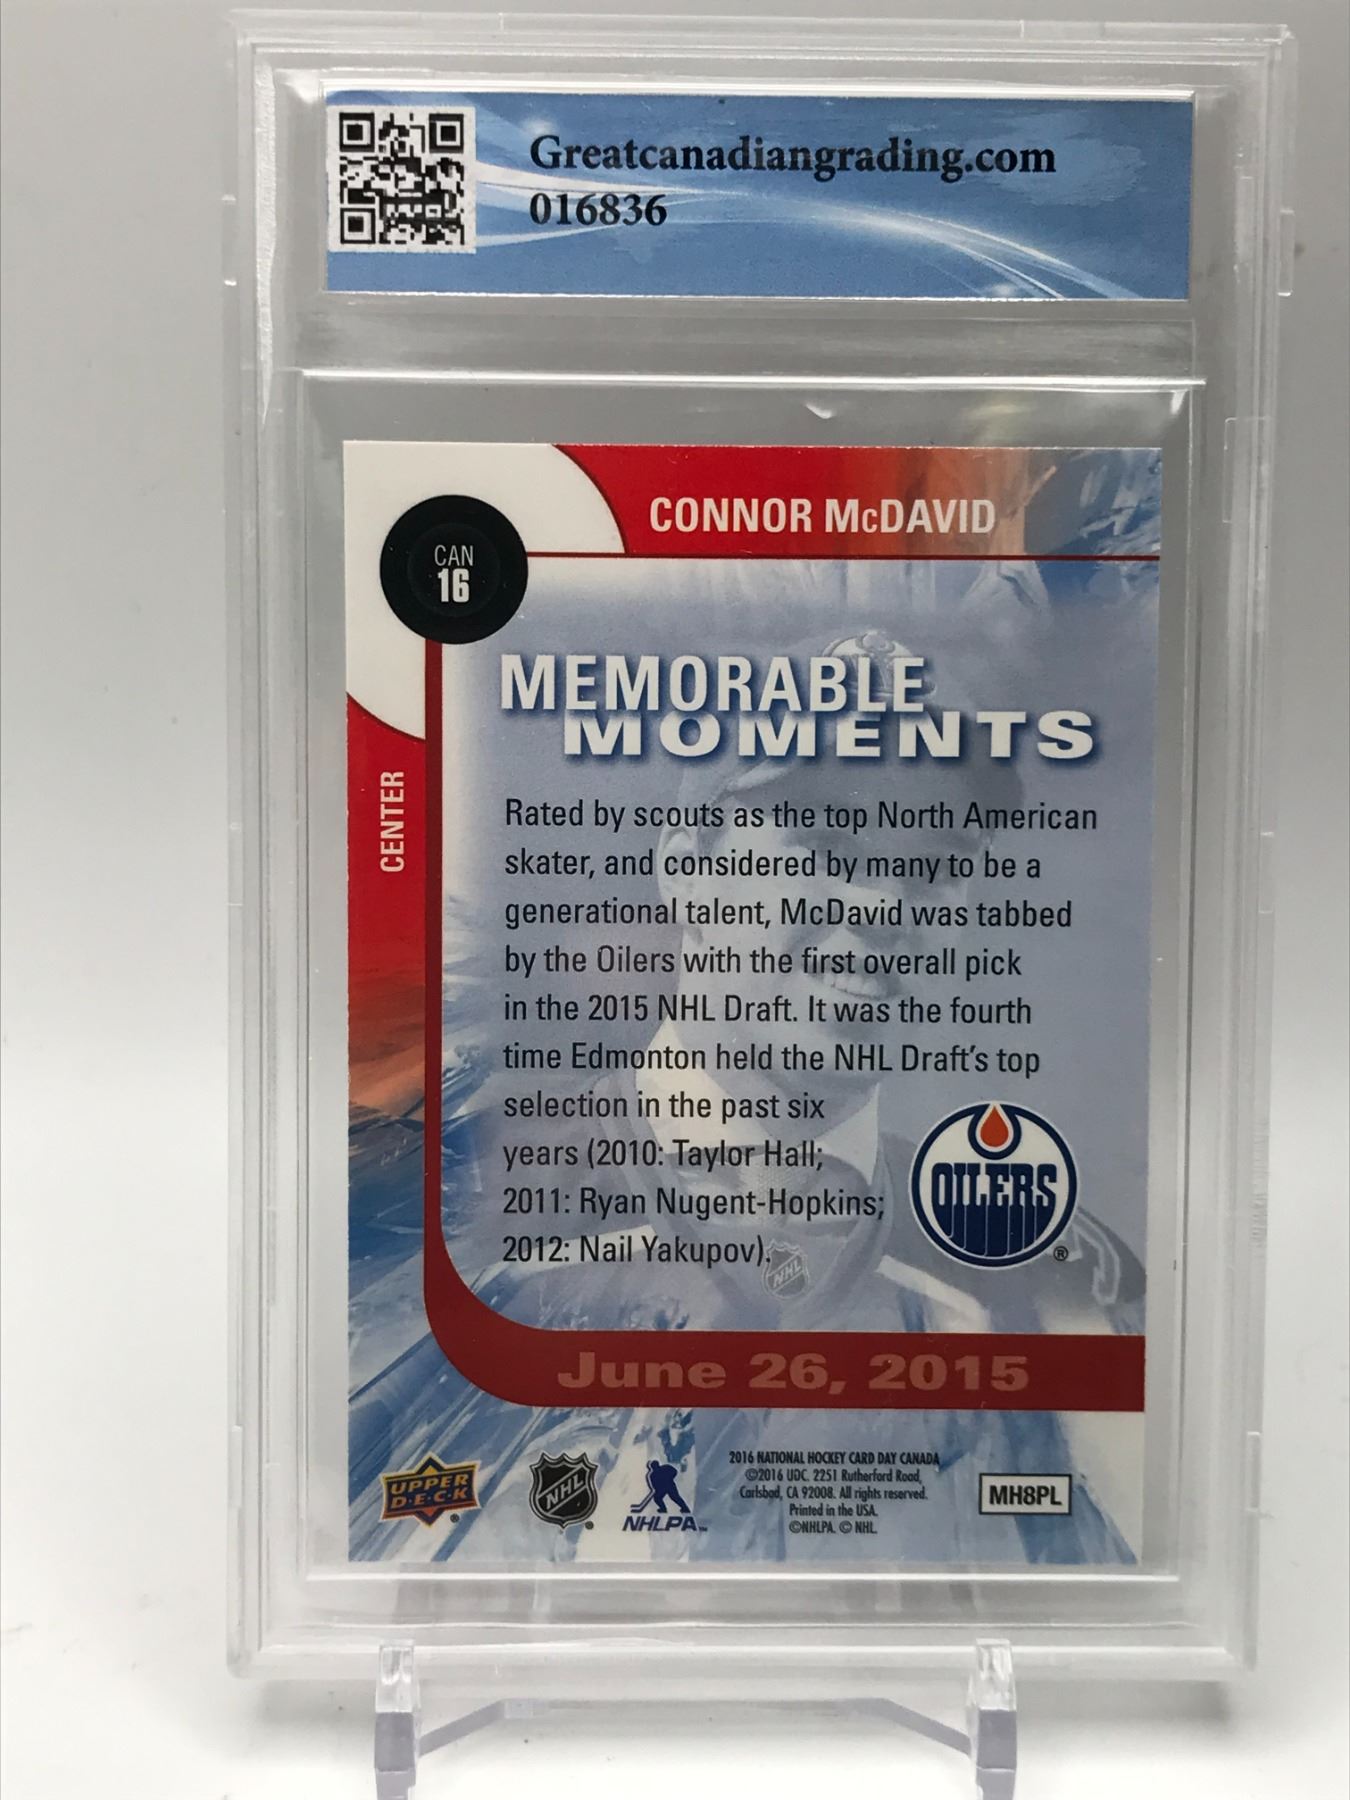 Greatcanadiangrading.com
016836
CONNOR McDAVID
CAN
16
CENTER
MEMORABLE
MOMENTS
Rated by scouts as the top North American
skater, and considered by many to be a
generational talent, McDavid was tabbed
by the Oilers with the first overall pick
in the 2015 NHL Draft. It was the fourth
time Edmonton held the NHL Draft's top
selection in the past six
years (2010: Taylor Hall;
2011: Ryan Nugent-Hopkins;
2012: Nail Yakupov).
NHL
OILERS
®
June 26, 2015
UPPER
D·E·C·K
®
NHL
®
NHLPA™
2016 NATIONAL HOCKEY CARD DAY CANADA
©2016 UDC. 2251 Rutherford Road,
Carlsbad, CA 92008. All rights reserved.
Printed in the USA.
©NHLPA. © NHL.
MH8PL